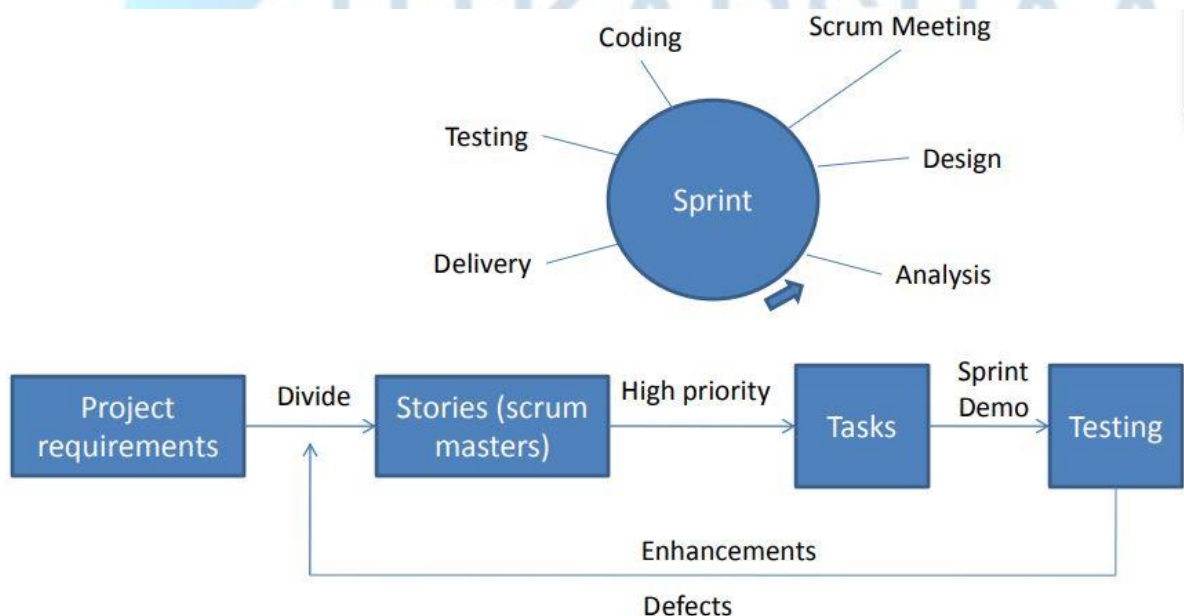 Coding
Scrum Meeting
Testing
Design
Sprint
Delivery
Analysis
Project
requirements
Divide
Stories (scrum
masters)
High priority
Tasks
Sprint
Demo
Testing
Enhancements
Defects